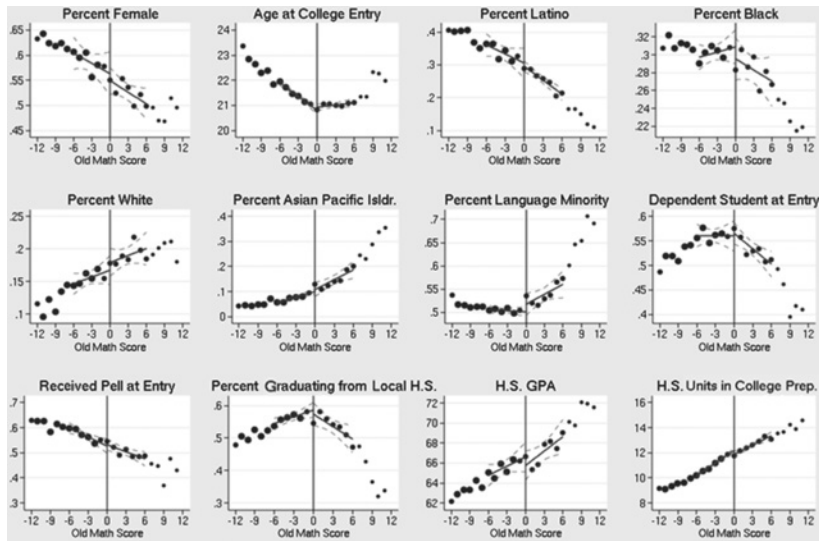 Percent Female
.65
.6
.55
.5
.45
-12 -9 -6 -3 0 3 6 9 12
Old Math Score
Age at College Entry
24
23
22
21
20
-12 -9 -6 -3 0 3 6 9 12
Old Math Score
Percent Latino
.4
.3
.2
.1
-12 -9 -6 -3 0 3 6 9 12
Old Math Score
Percent Black
.32
.3
.28
.26
.24
.22
-12 -9 -6 -3 0 3 6 9 12
Old Math Score
Percent White
.25
.2
.15
.1
-12 -9 -6 -3 0 3 6 9 12
Old Math Score
Percent Asian Pacific Isldr.
.4
.3
.2
.1
0
-12 -9 -6 -3 0 3 6 9 12
Old Math Score
Percent Language Minority
.7
.65
.6
.55
.5
-12 -9 -6 -3 0 3 6 9 12
Old Math Score
Dependent Student at Entry
.6
.55
.5
.45
.4
-12 -9 -6 -3 0 3 6 9 12
Old Math Score
Received Pell at Entry
.7
.6
.5
.4
.3
-12 -9 -6 -3 0 3 6 9 12
Old Math Score
Percent Graduating from Local H.S.
.6
.5
.4
.3
-12 -9 -6 -3 0 3 6 9 12
Old Math Score
H.S. GPA
72
70
68
66
64
62
-12 -9 -6 -3 0 3 6 9 12
Old Math Score
H.S. Units in College Prep.
16
14
12
10
8
-12 -9 -6 -3 0 3 6 9 12
Old Math Score